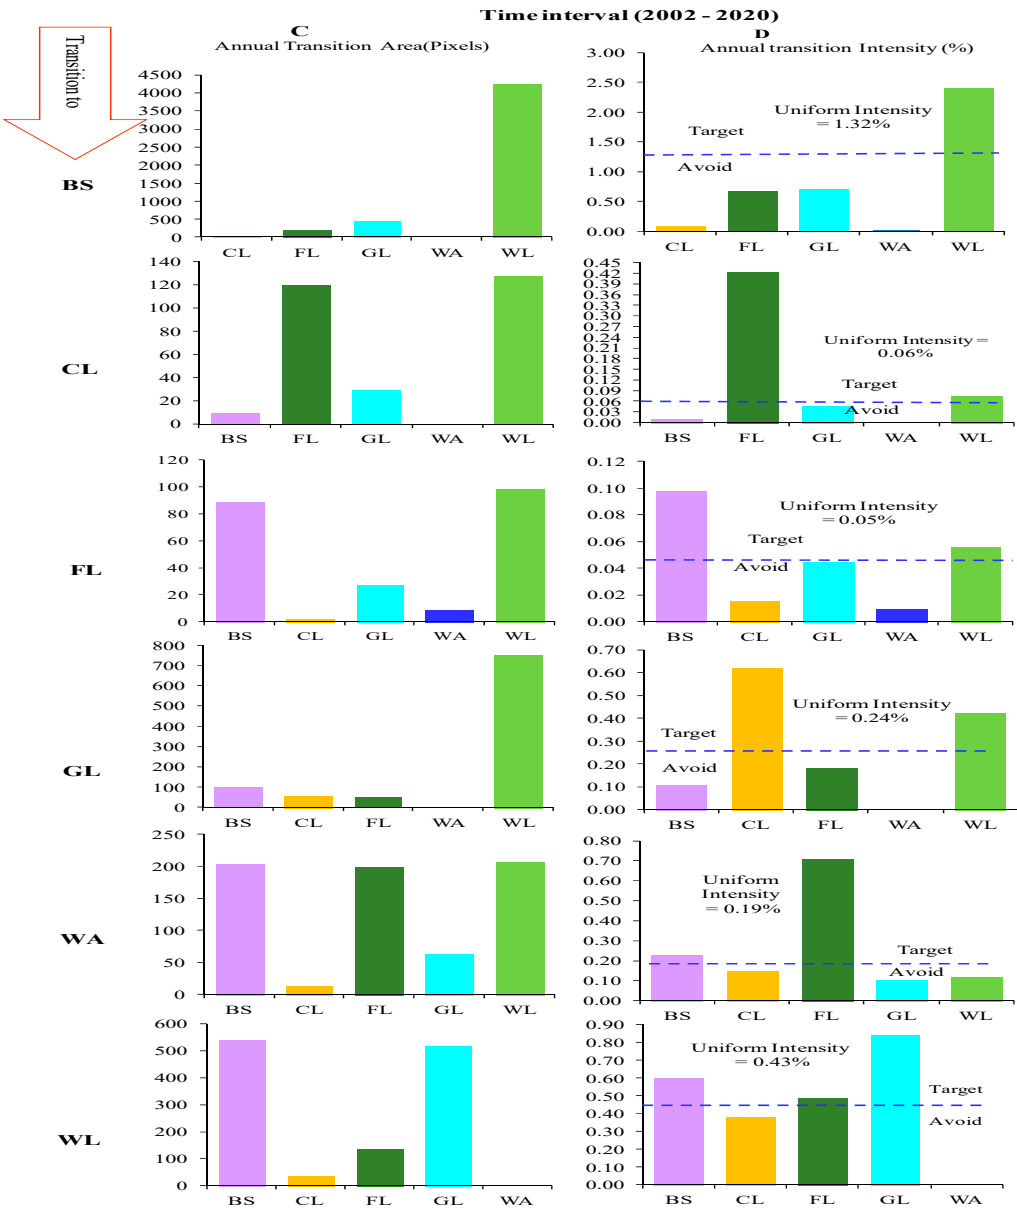 Time interval (2002 - 2020)
C
D
Annual Transition Area(Pixels)
Annual transition Intensity (%)
Transition to
BS
4500
4000
3500
3000
2500
2000
1500
1000
500
0
CL FL GL WA WL
3.00
2.50
2.00
1.50
1.00
0.50
0.00
Uniform Intensity
= 1.32%
Target
Avoid
CL FL GL WA WL
CL
140
120
100
80
60
40
20
0
BS FL GL WA WL
0.45
0.42
0.39
0.36
0.33
0.30
0.27
0.24
0.21
0.18
0.15
0.12
0.09
0.06
0.03
0.00
Uniform Intensity =
0.06%
Target
Avoid
BS FL GL WA WL
FL
120
100
80
60
40
20
0
BS CL GL WA WL
0.12
0.10
0.08
0.06
0.04
0.02
0.00
Uniform Intensity
= 0.05%
Target
Avoid
BS CL GL WA WL
GL
800
700
600
500
400
300
200
100
0
BS CL FL WA WL
0.70
0.60
0.50
0.40
0.30
0.20
0.10
0.00
Uniform Intensity
= 0.24%
Target
Avoid
BS CL FL WA WL
WA
250
200
150
100
50
0
BS CL FL GL WL
0.80
0.70
0.60
0.50
0.40
0.30
0.20
0.10
0.00
Uniform
Intensity
= 0.19%
Target
Avoid
BS CL FL GL WL
WL
600
500
400
300
200
100
0
BS CL FL GL WA
0.90
0.80
0.70
0.60
0.50
0.40
0.30
0.20
0.10
0.00
Uniform Intensity
= 0.43%
Target
Avoid
BS CL FL GL WA